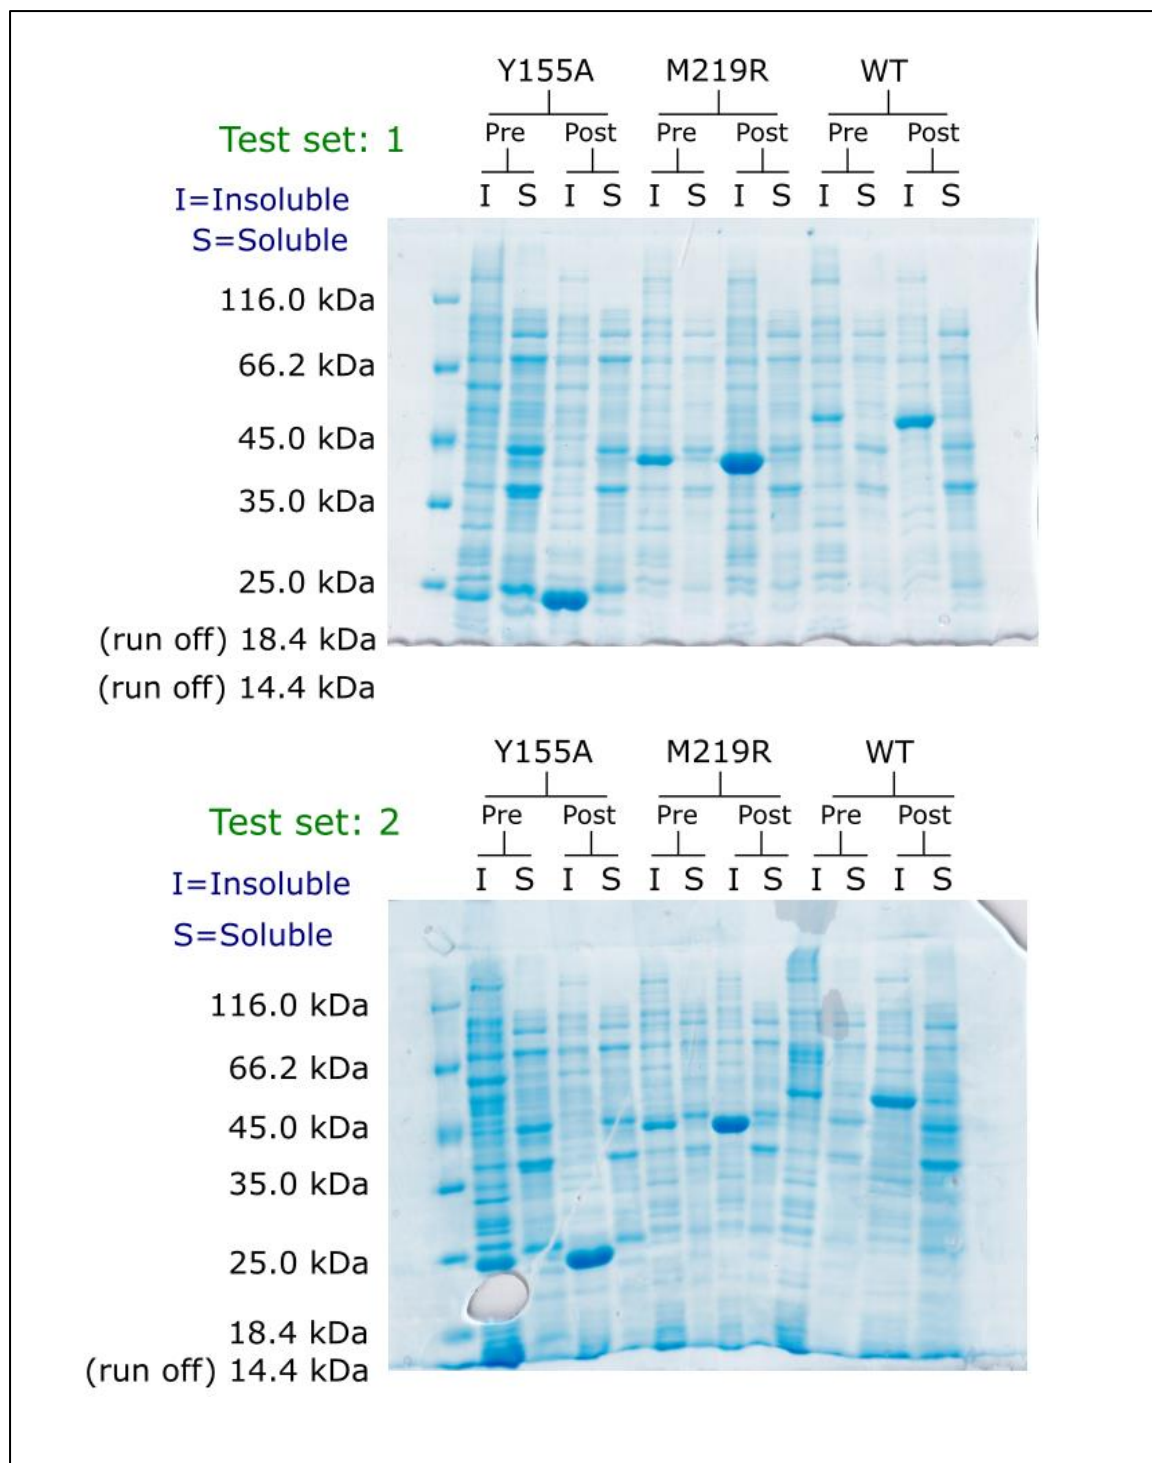 Y155A M219R WT
Test set: 1 Pre Post Pre Post Pre Post
I=Insoluble I S I S I S I S I S I S
S=Soluble
116.0 kDa
66.2 kDa
45.0 kDa
35.0 kDa
25.0 kDa
(run off) 18.4 kDa
(run off) 14.4 kDa
Y155A M219R WT
Test set: 2 Pre Post Pre Post Pre Post
I=Insoluble I S I S I S I S I S I S
S=Soluble
116.0 kDa
66.2 kDa
45.0 kDa
35.0 kDa
25.0 kDa
18.4 kDa
(run off) 14.4 kDa